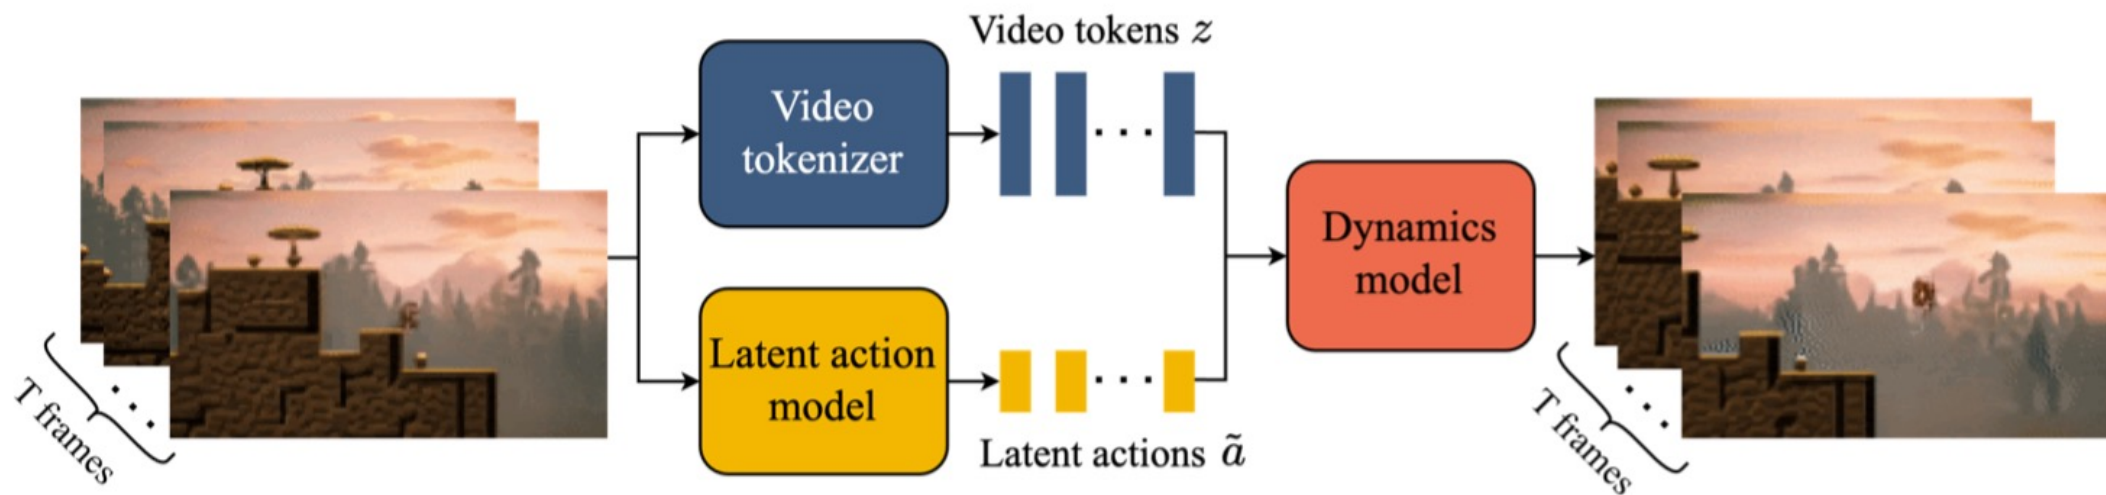 T frames
Video
tokenizer
Video tokens z
Latent action
model
Latent actions ã
Dynamics
model
T frames